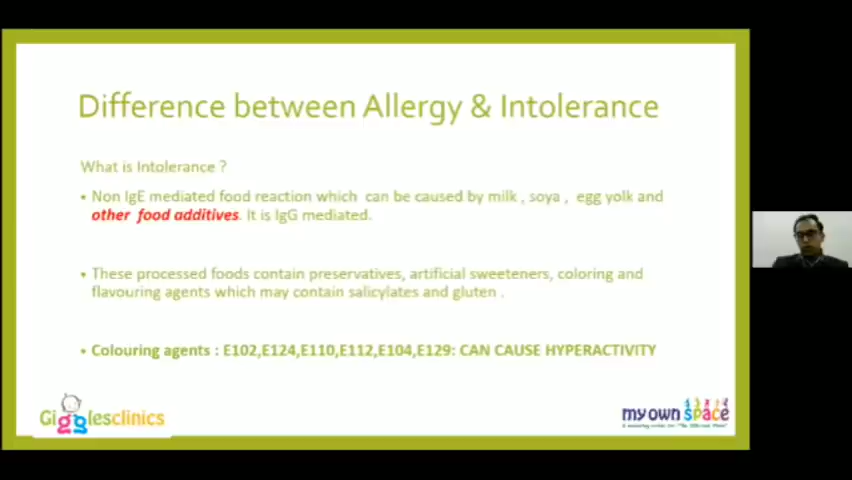 Difference between Allergy & Intolerance
What is Intolerance ?
• Non IgE mediated food reaction which can be caused by milk , soya , egg yolk and
other food additives. It is IgG mediated.
• These processed foods contain preservatives, artificial sweeteners, coloring and
flavouring agents which may contain salicylates and gluten .
• Colouring agents : E102,E124,E110,E112,E104,E129: CAN CAUSE HYPERACTIVITY
Gigglesclinics
my own space